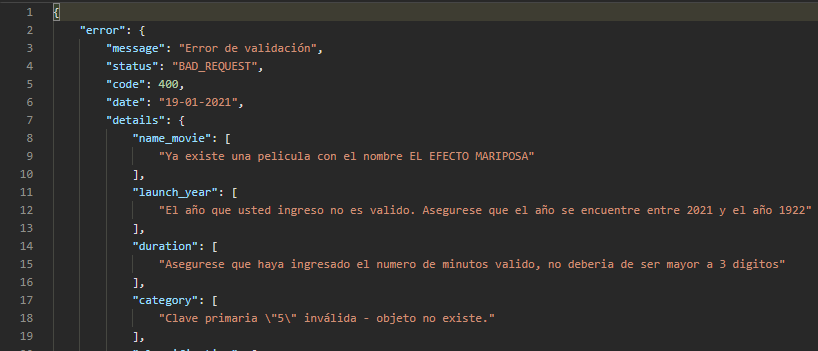 1 {
2 "error": {
3 "message": "Error de validación",
4 "status": "BAD_REQUEST",
5 "code": 400,
6 "date": "19-01-2021",
7 "details": {
8 "name_movie": [
9 "Ya existe una pelicula con el nombre EL EFECTO MARIPOSA"
10 ],
11 "launch_year": [
12 "El año que usted ingreso no es valido. Asegurese que el año se encuentre entre 2021 y el año 1922"
13 ],
14 "duration": [
15 "Asegurese que haya ingresado el numero de minutos valido, no deberia de ser mayor a 3 digitos"
16 ],
17 "category": [
18 "Clave primaria \"5\" inválida - objeto no existe."
19 ],